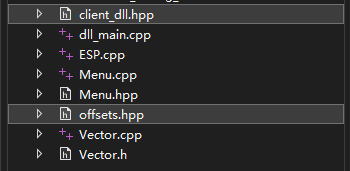 client_dll.hpp
dll_main.cpp
ESP.cpp
Menu.cpp
Menu.hpp
offsets.hpp
Vector.cpp
Vector.h